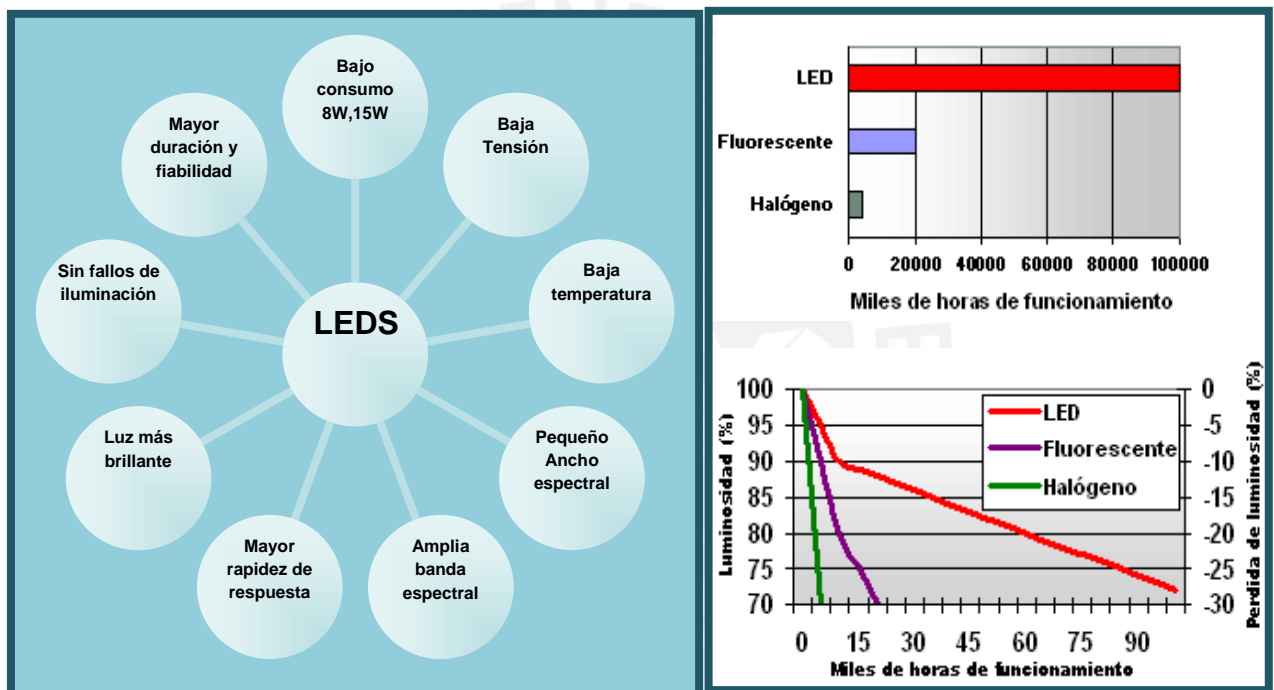 Bajo
consumo
8W,15W
Baja
Tensión
Baja
temperatura
Pequeño
Ancho
espectral
Amplia
banda
espectral
Mayor
rapidez de
respuesta
Luz más
brillante
Sin fallos de
iluminación
Mayor
duración y
fiabilidad
LEDS
LED
Fluorescente
Halógeno
0 20000 40000 60000 80000 100000
Miles de horas de funcionamiento
100
95
90
85
80
75
70
Luminosidad (%)
LED
Fluorescente
Halógeno
0
-5
-10
-15
-20
-25
-30
Perdida de luminosidad (%)
0 15 30 45 60 75 90
Miles de horas de funcionamiento